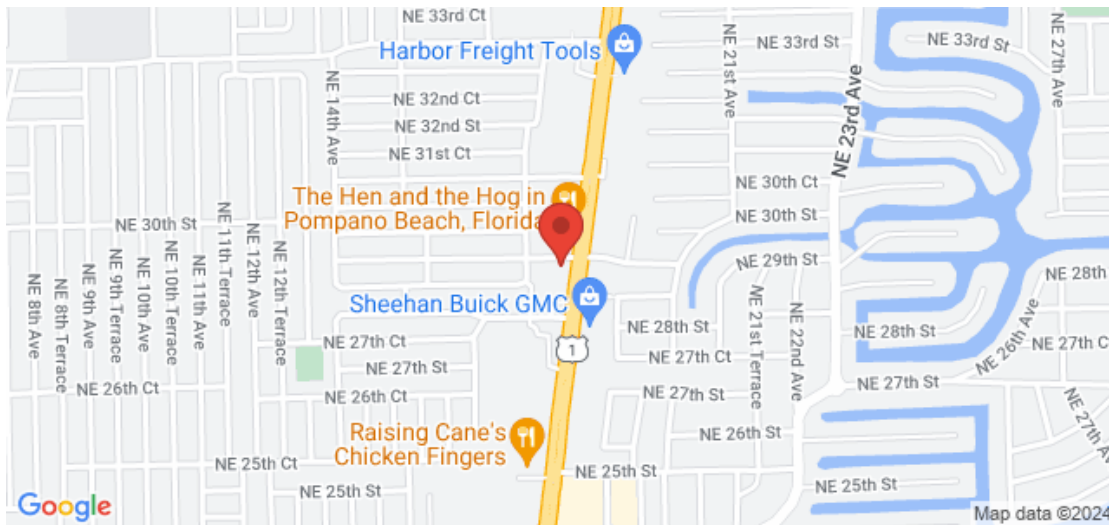 NE 33rd Ct
NE 33rd St
NE 33rd St
NE 27th Ave
Harbor Freight Tools
NE 21st Ave
NE 14th Ave
NE 32nd Ct
NE 32nd St
NE 23rd Ave
NE 31st Ct
NE 30th Ct
The Hen and the Hog in
Pompano Beach, Florida
NE 30th St
NE 30th St
NE 29th St
NE 28th
NE 8th Ave
NE 8th Terrace
NE 9th Ave
NE 9th Terrace
NE 10th Ave
NE 10th Terrace
NE 11th Ave
NE 11th Terrace
NE 12th Ave
NE 12th Terrace
Sheehan Buick GMC
NE 28th St
NE 21st Terrace
NE 22nd Ave
NE 28th St
NE 26th Ave
NE 27th Ct
NE 27th Ct
1
NE 27th Ct
NE 27th St
NE 27th St
NE 27th St
NE 26th Ct
NE 26th Ct
NE 27th Av
Raising Cane's
Chicken Fingers
NE 26th St
NE 25th Ct
NE 25th St
NE 25th St
NE 25th St
Google
Map data ©2024